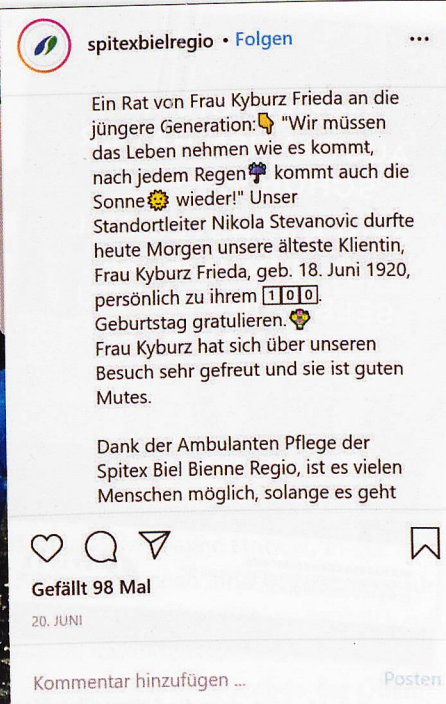 spitexbielregio • Folgen
Ein Rat von Frau Kyburz Frieda an die
jüngere Generation:👇 "Wir müssen
das Leben nehmen wie es kommt,
nach jedem Regen☔ kommt auch die
Sonne🌞 wieder!" Unser
Standortleiter Nikola Stevanovic durfte
heute Morgen unsere älteste Klientin,
Frau Kyburz Frieda, geb. 18. Juni 1920,
persönlich zu ihrem 1️⃣0️⃣0️⃣.
Geburtstag gratulieren.💐
Frau Kyburz hat sich über unseren
Besuch sehr gefreut und sie ist guten
Mutes.
Dank der Ambulanten Pflege der
Spitex Biel Bienne Regio, ist es vielen
Menschen möglich, solange es geht
Gefällt 98 Mal
20. JUNI
Kommentar hinzufügen ...
Posten